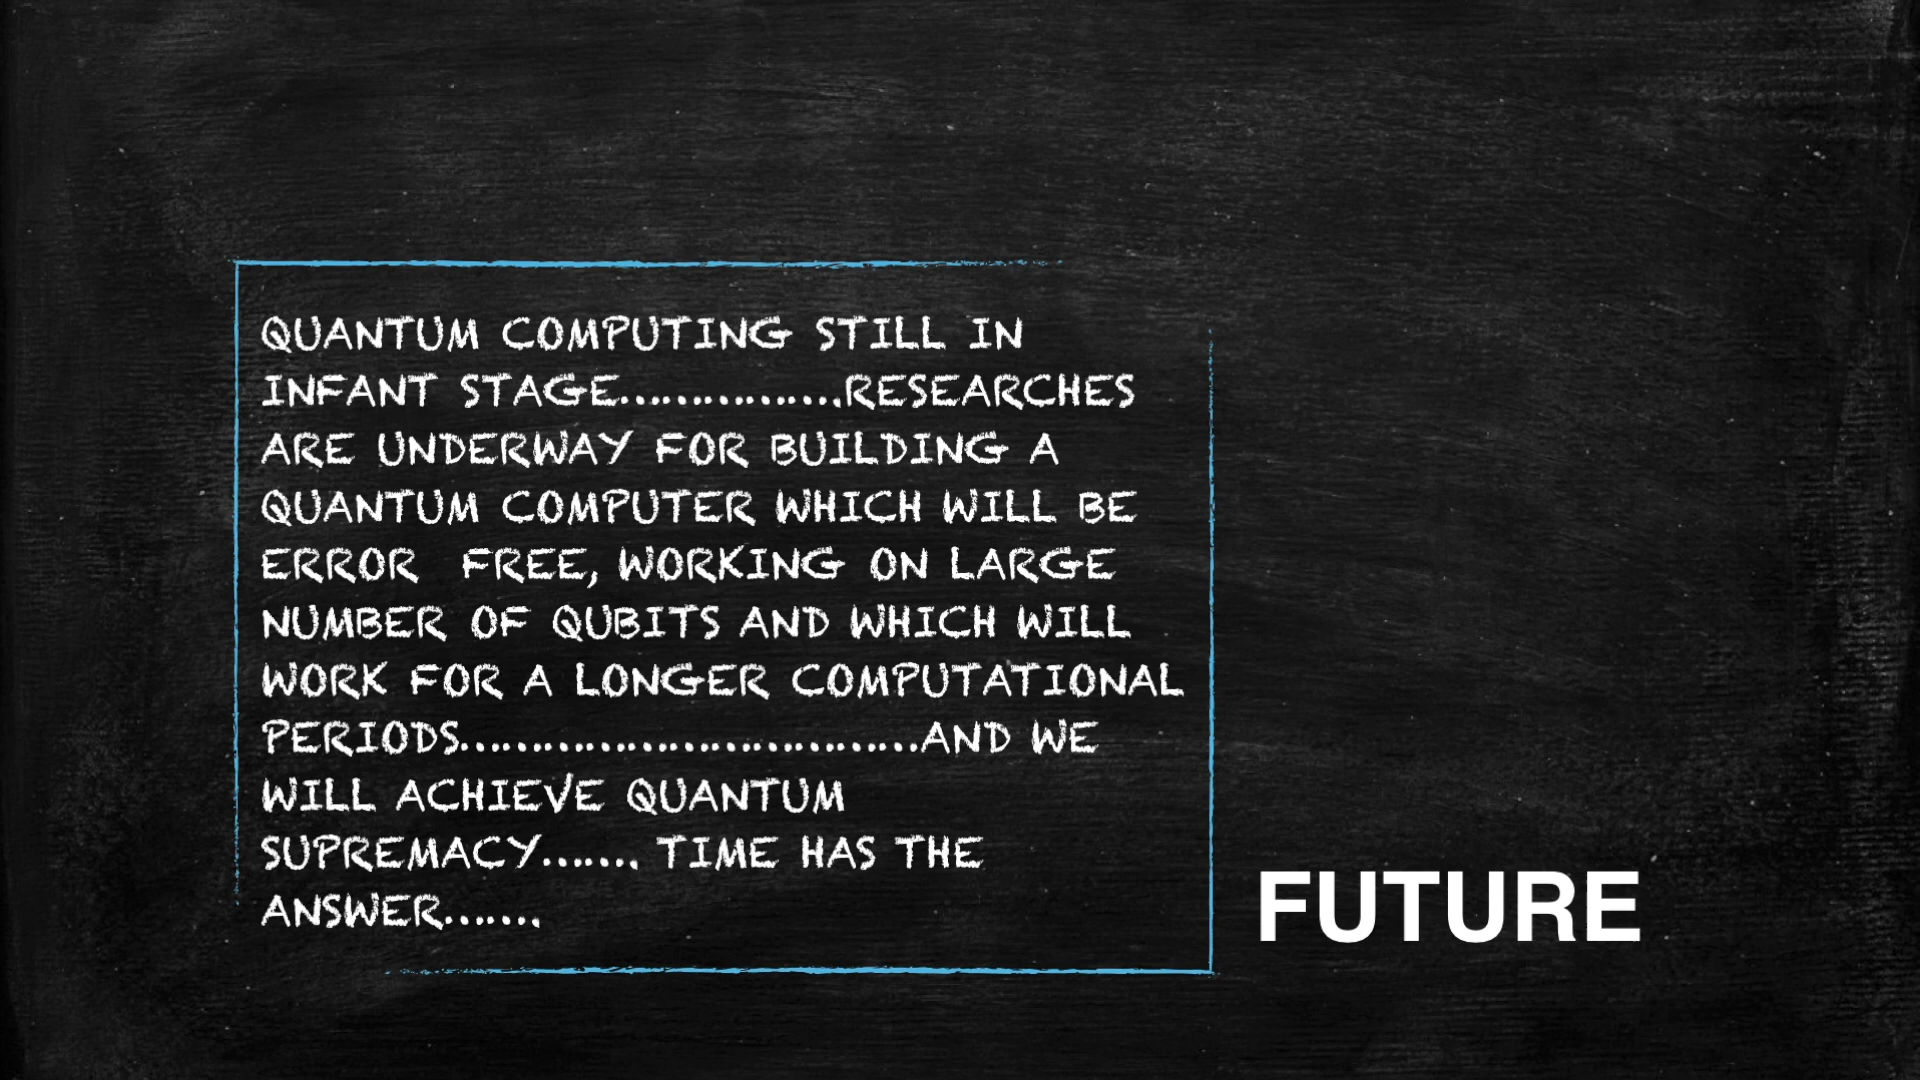 QUANTUM COMPUTING STILL IN
INFANT STAGE................RESEARCHES
ARE UNDERWAY FOR BUILDING A
QUANTUM COMPUTER WHICH WILL BE
ERROR  FREE, WORKING ON LARGE
NUMBER OF QUBITS AND WHICH WILL
WORK FOR A LONGER COMPUTATIONAL
PERIODS.................................AND WE
WILL ACHIEVE QUANTUM
SUPREMACY....... TIME HAS THE
ANSWER.......
FUTURE